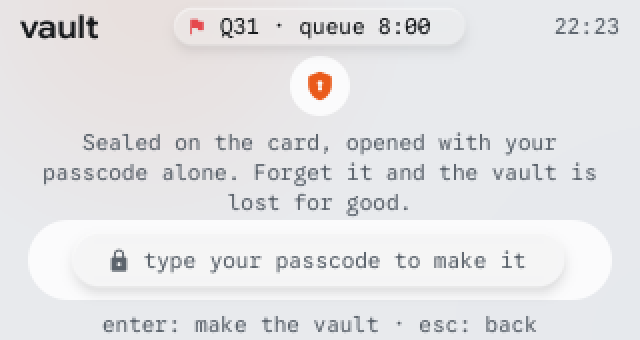 vault
Q31 · queue 8:00
22:23
Sealed on the card, opened with your
passcode alone. Forget it and the vault is
lost for good.
type your passcode to make it
enter: make the vault · esc: back